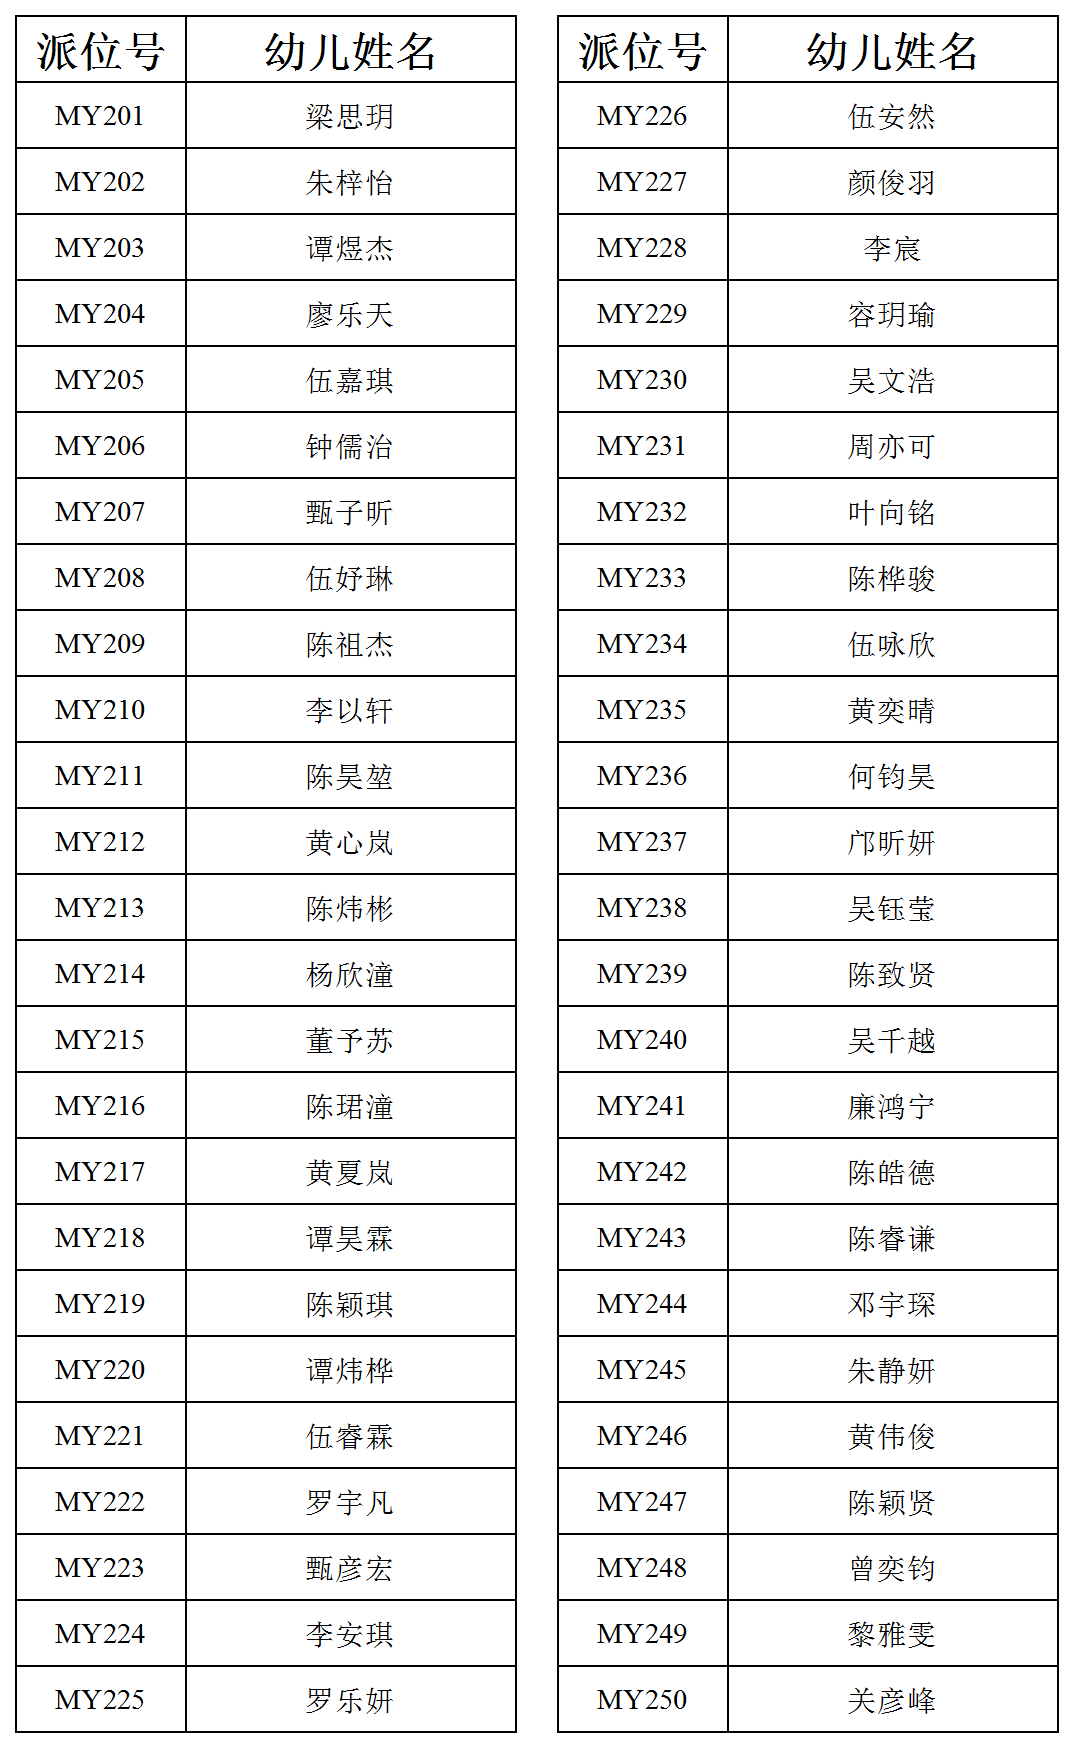 派位号 幼儿姓名
MY201 梁思玥
MY202 朱梓怡
MY203 谭煜杰
MY204 廖乐天
MY205 伍嘉琪
MY206 钟儒治
MY207 甄子昕
MY208 伍妤琳
MY209 陈祖杰
MY210 李以轩
MY211 陈昊堃
MY212 黄心岚
MY213 陈炜彬
MY214 杨欣潼
MY215 董予苏
MY216 陈珺潼
MY217 黄夏岚
MY218 谭昊霖
MY219 陈颖琪
MY220 谭炜桦
MY221 伍睿霖
MY222 罗宇凡
MY223 甄彦宏
MY224 李安琪
MY225 罗乐妍
派位号 幼儿姓名
MY226 伍安然
MY227 颜俊羽
MY228 李宸
MY229 容玥瑜
MY230 吴文浩
MY231 周亦可
MY232 叶向铭
MY233 陈桦骏
MY234 伍咏欣
MY235 黄奕晴
MY236 何钧昊
MY237 邝昕妍
MY238 吴钰莹
MY239 陈致贤
MY240 吴千越
MY241 廉鸿宁
MY242 陈皓德
MY243 陈睿谦
MY244 邓宇琛
MY245 朱静妍
MY246 黄伟俊
MY247 陈颖贤
MY248 曾奕钧
MY249 黎雅雯
MY250 关彦峰